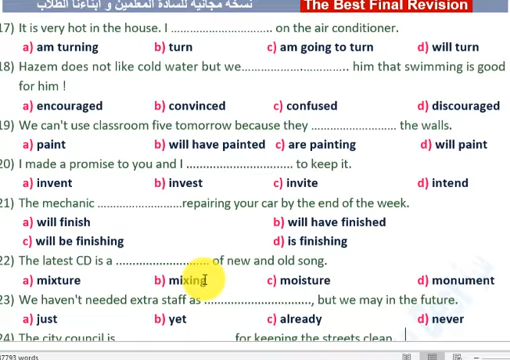 نسخه مجانيه للساده المعلمين و ابناءنا الطلاب The Best Final Revision
17) It is very hot in the house. I ................................ on the air conditioner.
a) am turning b) turn c) am going to turn d) will turn
18) Hazem does not like cold water but we................................ him that swimming is good
for him !
a) encouraged b) convinced c) confused d) discouraged
19) We can't use classroom five tomorrow because they .......................... the walls.
a) paint b) will have painted c) are painting d) will paint
20) I made a promise to you and I ................................ to keep it.
a) invent b) invest c) invite d) intend
21) The mechanic ..........................repairing your car by the end of the week.
a) will finish b) will have finished
c) will be finishing d) is finishing
22) The latest CD is a ............................ of new and old song.
a) mixture b) mixing c) moisture d) monument
23) We haven't needed extra staff as ................................, but we may in the future.
a) just b) yet c) already d) never
24) The city council is ................................ for keeping the streets clean.
37793 words